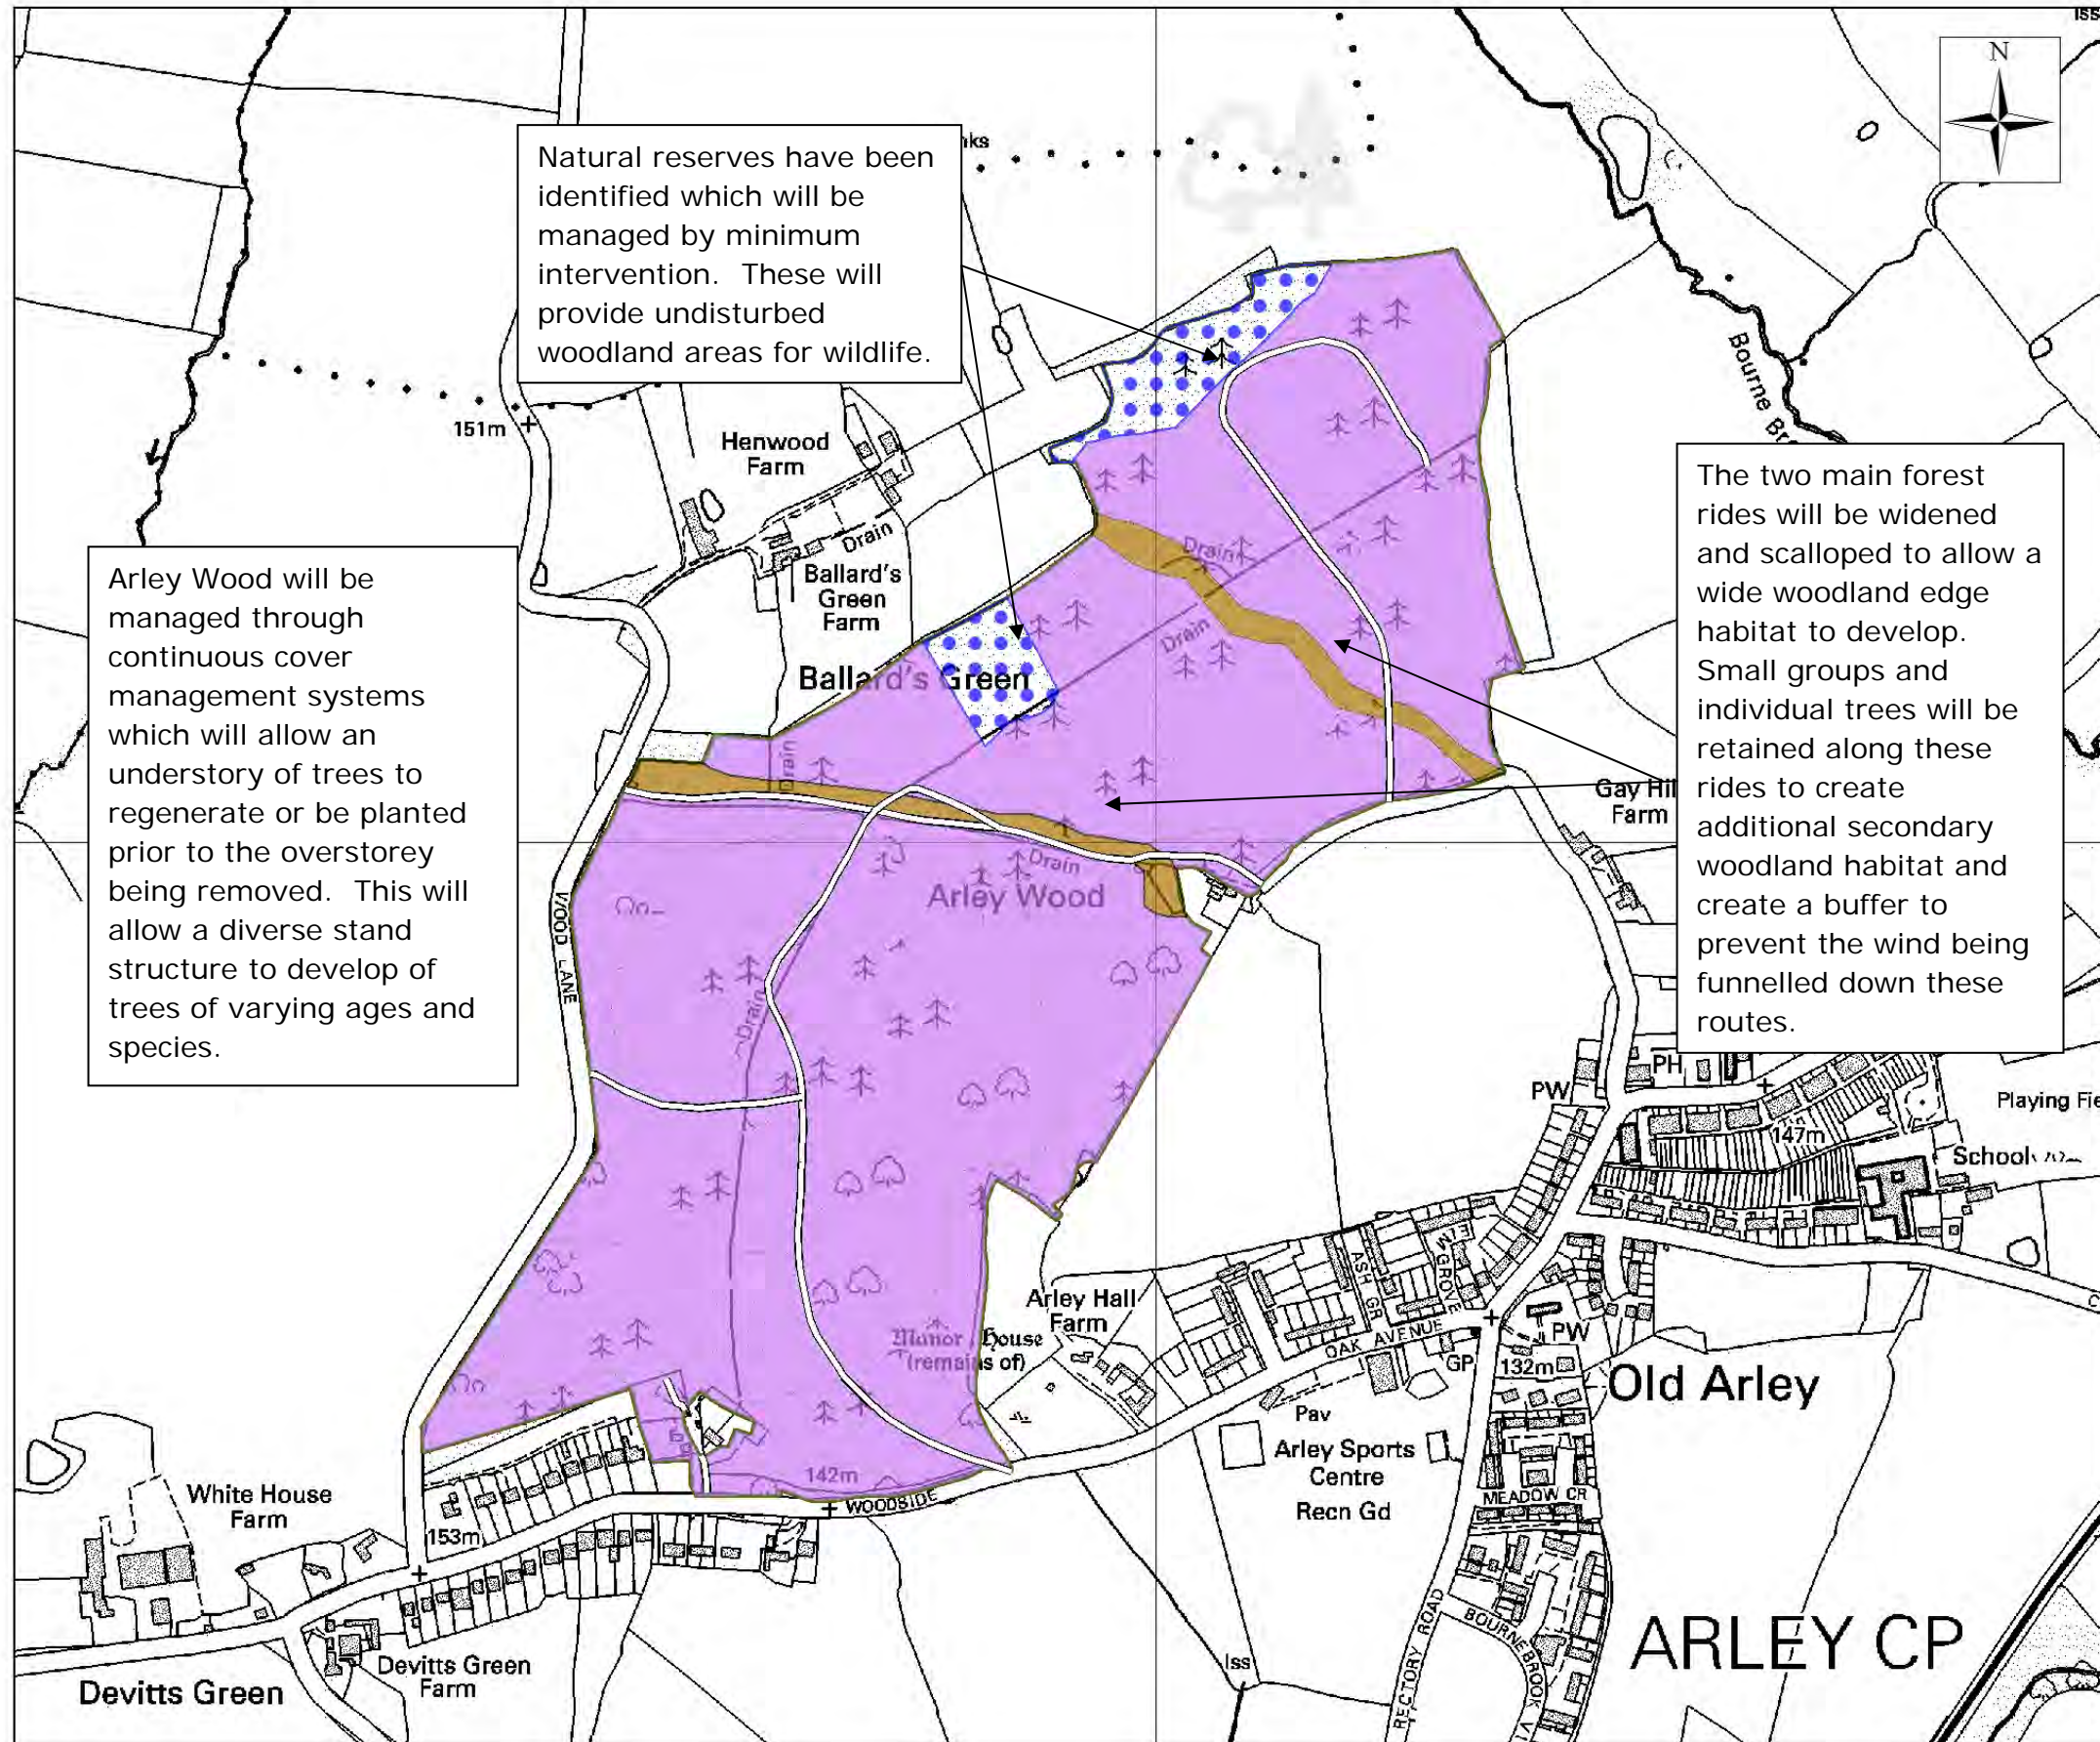 Iss
N
nks
Natural reserves have been
identified which will be
managed by minimum
intervention. These will
provide undisturbed
woodland areas for wildlife.
151m
Henwood
Farm
Drain
Ballard's
Green
Farm
Ballard's Green
Bourne Br
The two main forest
rides will be widened
and scalloped to allow a
wide woodland edge
habitat to develop.
Small groups and
individual trees will be
retained along these
rides to create
additional secondary
woodland habitat and
create a buffer to
prevent the wind being
funnelled down these
routes.
Arley Wood will be
managed through
continuous cover
management systems
which will allow an
understory of trees to
regenerate or be planted
prior to the overstorey
being removed. This will
allow a diverse stand
structure to develop of
trees of varying ages and
species.
Drain
Drain
Drain
Gay Hil
Farm
Drain
Arley Wood
WOOD LANE
Drain
PW
PH
147m
Playing Fie
School
Arley Hall
Farm
Manor House
(remains of)
ASH GR
ELM GROVE
OAK AVENUE
GP
PW
132m
Old Arley
Pav
Arley Sports
Centre
Recn Gd
MEADOW CR
142m
WOODSIDE
White House
Farm
153m
Devitts Green
Farm
Devitts Green
Iss
RECTORY ROAD
BOURNEBROOK VI
ARLEY CP